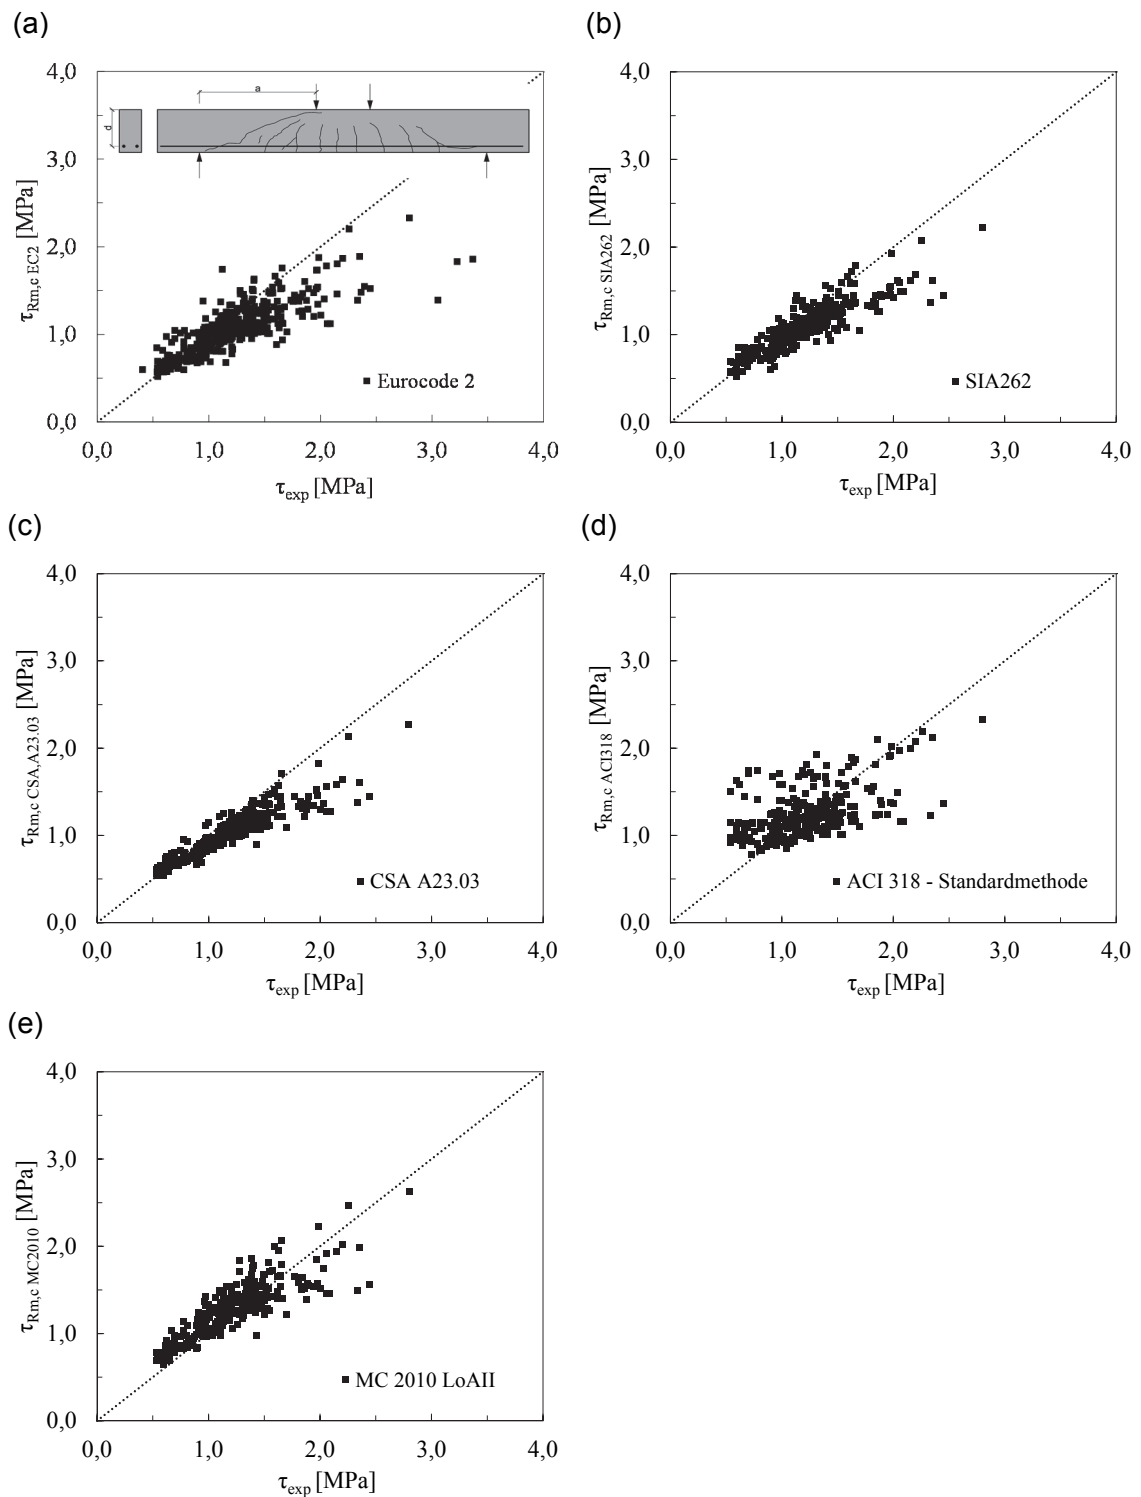 (a)
4,0
3,0
2,0
1,0
0,0
τRm,c EC2 [MPa]
a
d
Eurocode 2
0,0 1,0 2,0 3,0 4,0
τexp [MPa]
(b)
4,0
3,0
2,0
1,0
0,0
τRm,c SIA262 [MPa]
SIA262
0,0 1,0 2,0 3,0 4,0
τexp [MPa]
(c)
4,0
3,0
2,0
1,0
0,0
τRm,c CSA,A23.03 [MPa]
CSA A23.03
0,0 1,0 2,0 3,0 4,0
τexp [MPa]
(d)
4,0
3,0
2,0
1,0
0,0
τRm,c ACI318 [MPa]
ACI 318 - Standardmethode
0,0 1,0 2,0 3,0 4,0
τexp [MPa]
(e)
4,0
3,0
2,0
1,0
0,0
τRm,c MC2010 [MPa]
MC 2010 LoAII
0,0 1,0 2,0 3,0 4,0
τexp [MPa]